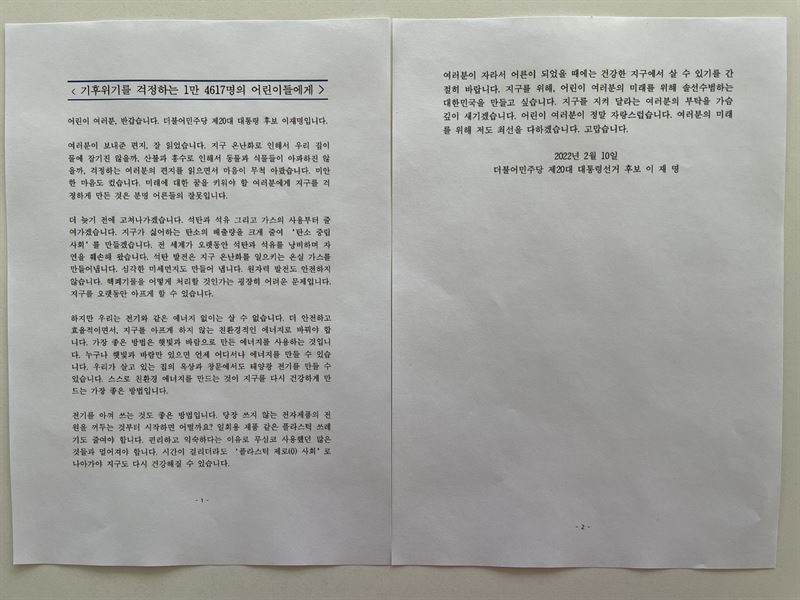 < 기후위기를 걱정하는 1만 4617명의 어린이들에게 >
어린이 여러분, 반갑습니다. 더불어민주당 제20대 대통령 후보 이재명입니다.
여러분이 보내준 편지, 잘 읽었습니다. 지구 온난화로 인해서 우리 집이
물에 잠기진 않을까, 산불과 홍수로 인해서 동물과 식물들이 아파하진 않
을까, 걱정하는 여러분의 편지를 읽으면서 마음이 무척 아팠습니다. 미안
한 마음도 컸습니다. 미래에 대한 꿈을 키워야 할 여러분에게 지구를 걱
정하게 만든 것은 분명 어른들의 잘못입니다.
더 늦기 전에 고쳐나가겠습니다. 석탄과 석유 그리고 가스의 사용부터 줄
여가겠습니다. 지구가 싫어하는 탄소의 배출량을 크게 줄여 '탄소 중립
사회'를 만들겠습니다. 전 세계가 오랫동안 석탄과 석유를 낭비하며 자
연을 훼손해 왔습니다. 석탄 발전은 지구 온난화를 일으키는 온실 가스를
만들어냅니다. 심각한 미세먼지도 만들어 냅니다. 원자력 발전도 안전하지
않습니다. 핵폐기물을 어떻게 처리할 것인가는 굉장히 어려운 문제입니다.
지구를 오랫동안 아프게 할 수 있습니다.
하지만 우리는 전기와 같은 에너지 없이는 살 수 없습니다. 더 안전하고
효율적이면서, 지구를 아프게 하지 않는 친환경적인 에너지로 바꿔야 합
니다. 가장 좋은 방법은 햇빛과 바람으로 만든 에너지를 사용하는 것입니
다. 누구나 햇빛과 바람만 있으면 언제 어디서나 에너지를 만들 수 있습
니다. 우리가 살고 있는 집의 옥상과 창문에서도 태양광 전기를 만들 수
있습니다. 스스로 친환경 에너지를 만드는 것이 지구를 다시 건강하게 만
드는 가장 좋은 방법입니다.
전기를 아껴 쓰는 것도 좋은 방법입니다. 당장 쓰지 않는 전자제품의 전
원을 꺼두는 것부터 시작하면 어떨까요? 일회용 제품 같은 플라스틱 쓰레
기도 줄여야 합니다. 편리하고 익숙하다는 이유로 무심코 사용했던 많은
것들과 멀어져야 합니다. 시간이 걸리더라도 '플라스틱 제로(0) 사회'로
나아가야 지구도 다시 건강해질 수 있습니다.
- 1 -
여러분이 자라서 어른이 되었을 때에는 건강한 지구에서 살 수 있기를 간
절히 바랍니다. 지구를 위해, 어린이 여러분의 미래를 위해 솔선수범하는
대한민국을 만들고 싶습니다. 지구를 지켜 달라는 여러분의 부탁을 가슴
깊이 새기겠습니다. 어린이 여러분이 정말 자랑스럽습니다. 여러분의 미래
를 위해 저도 최선을 다하겠습니다. 고맙습니다.
2022년 2월 10일
더불어민주당 제20대 대통령선거 후보 이 재 명
- 2 -